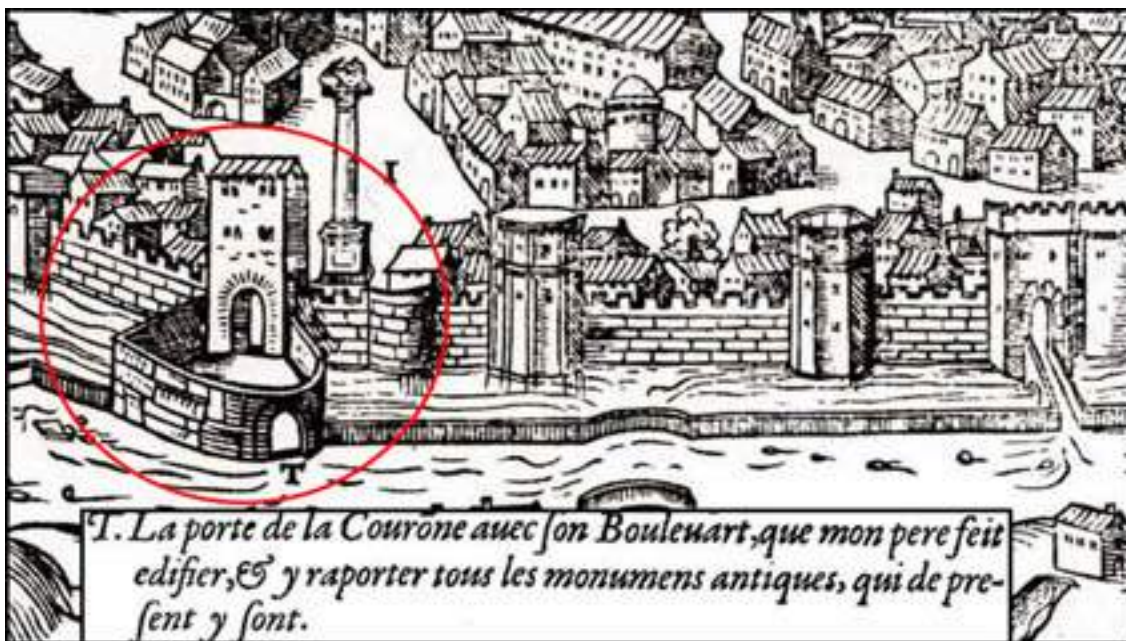 I
T
T. La porte de la Courōne auec ſon Bouleuart, que mon pere feit
edifier, & y raporter tous les monumens antiques, qui de pre-
ſent y ſont.